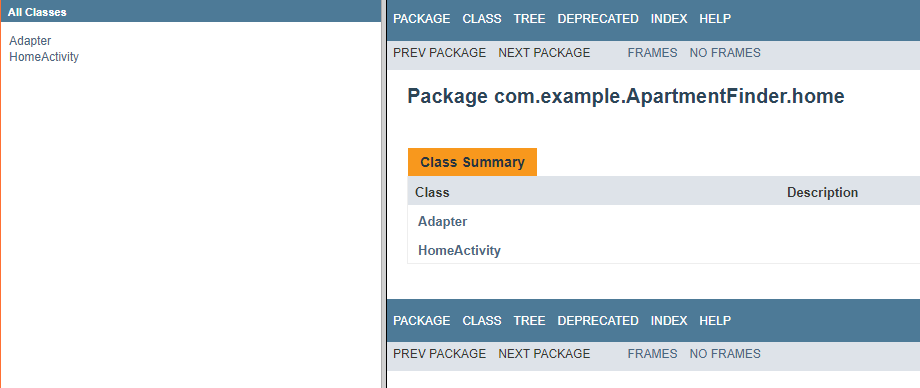 All Classes
Adapter
HomeActivity
PACKAGE CLASS TREE DEPRECATED INDEX HELP
PREV PACKAGE NEXT PACKAGE FRAMES NO FRAMES
Package com.example.ApartmentFinder.home
Class Summary
Class Description
Adapter
HomeActivity
PACKAGE CLASS TREE DEPRECATED INDEX HELP
PREV PACKAGE NEXT PACKAGE FRAMES NO FRAMES